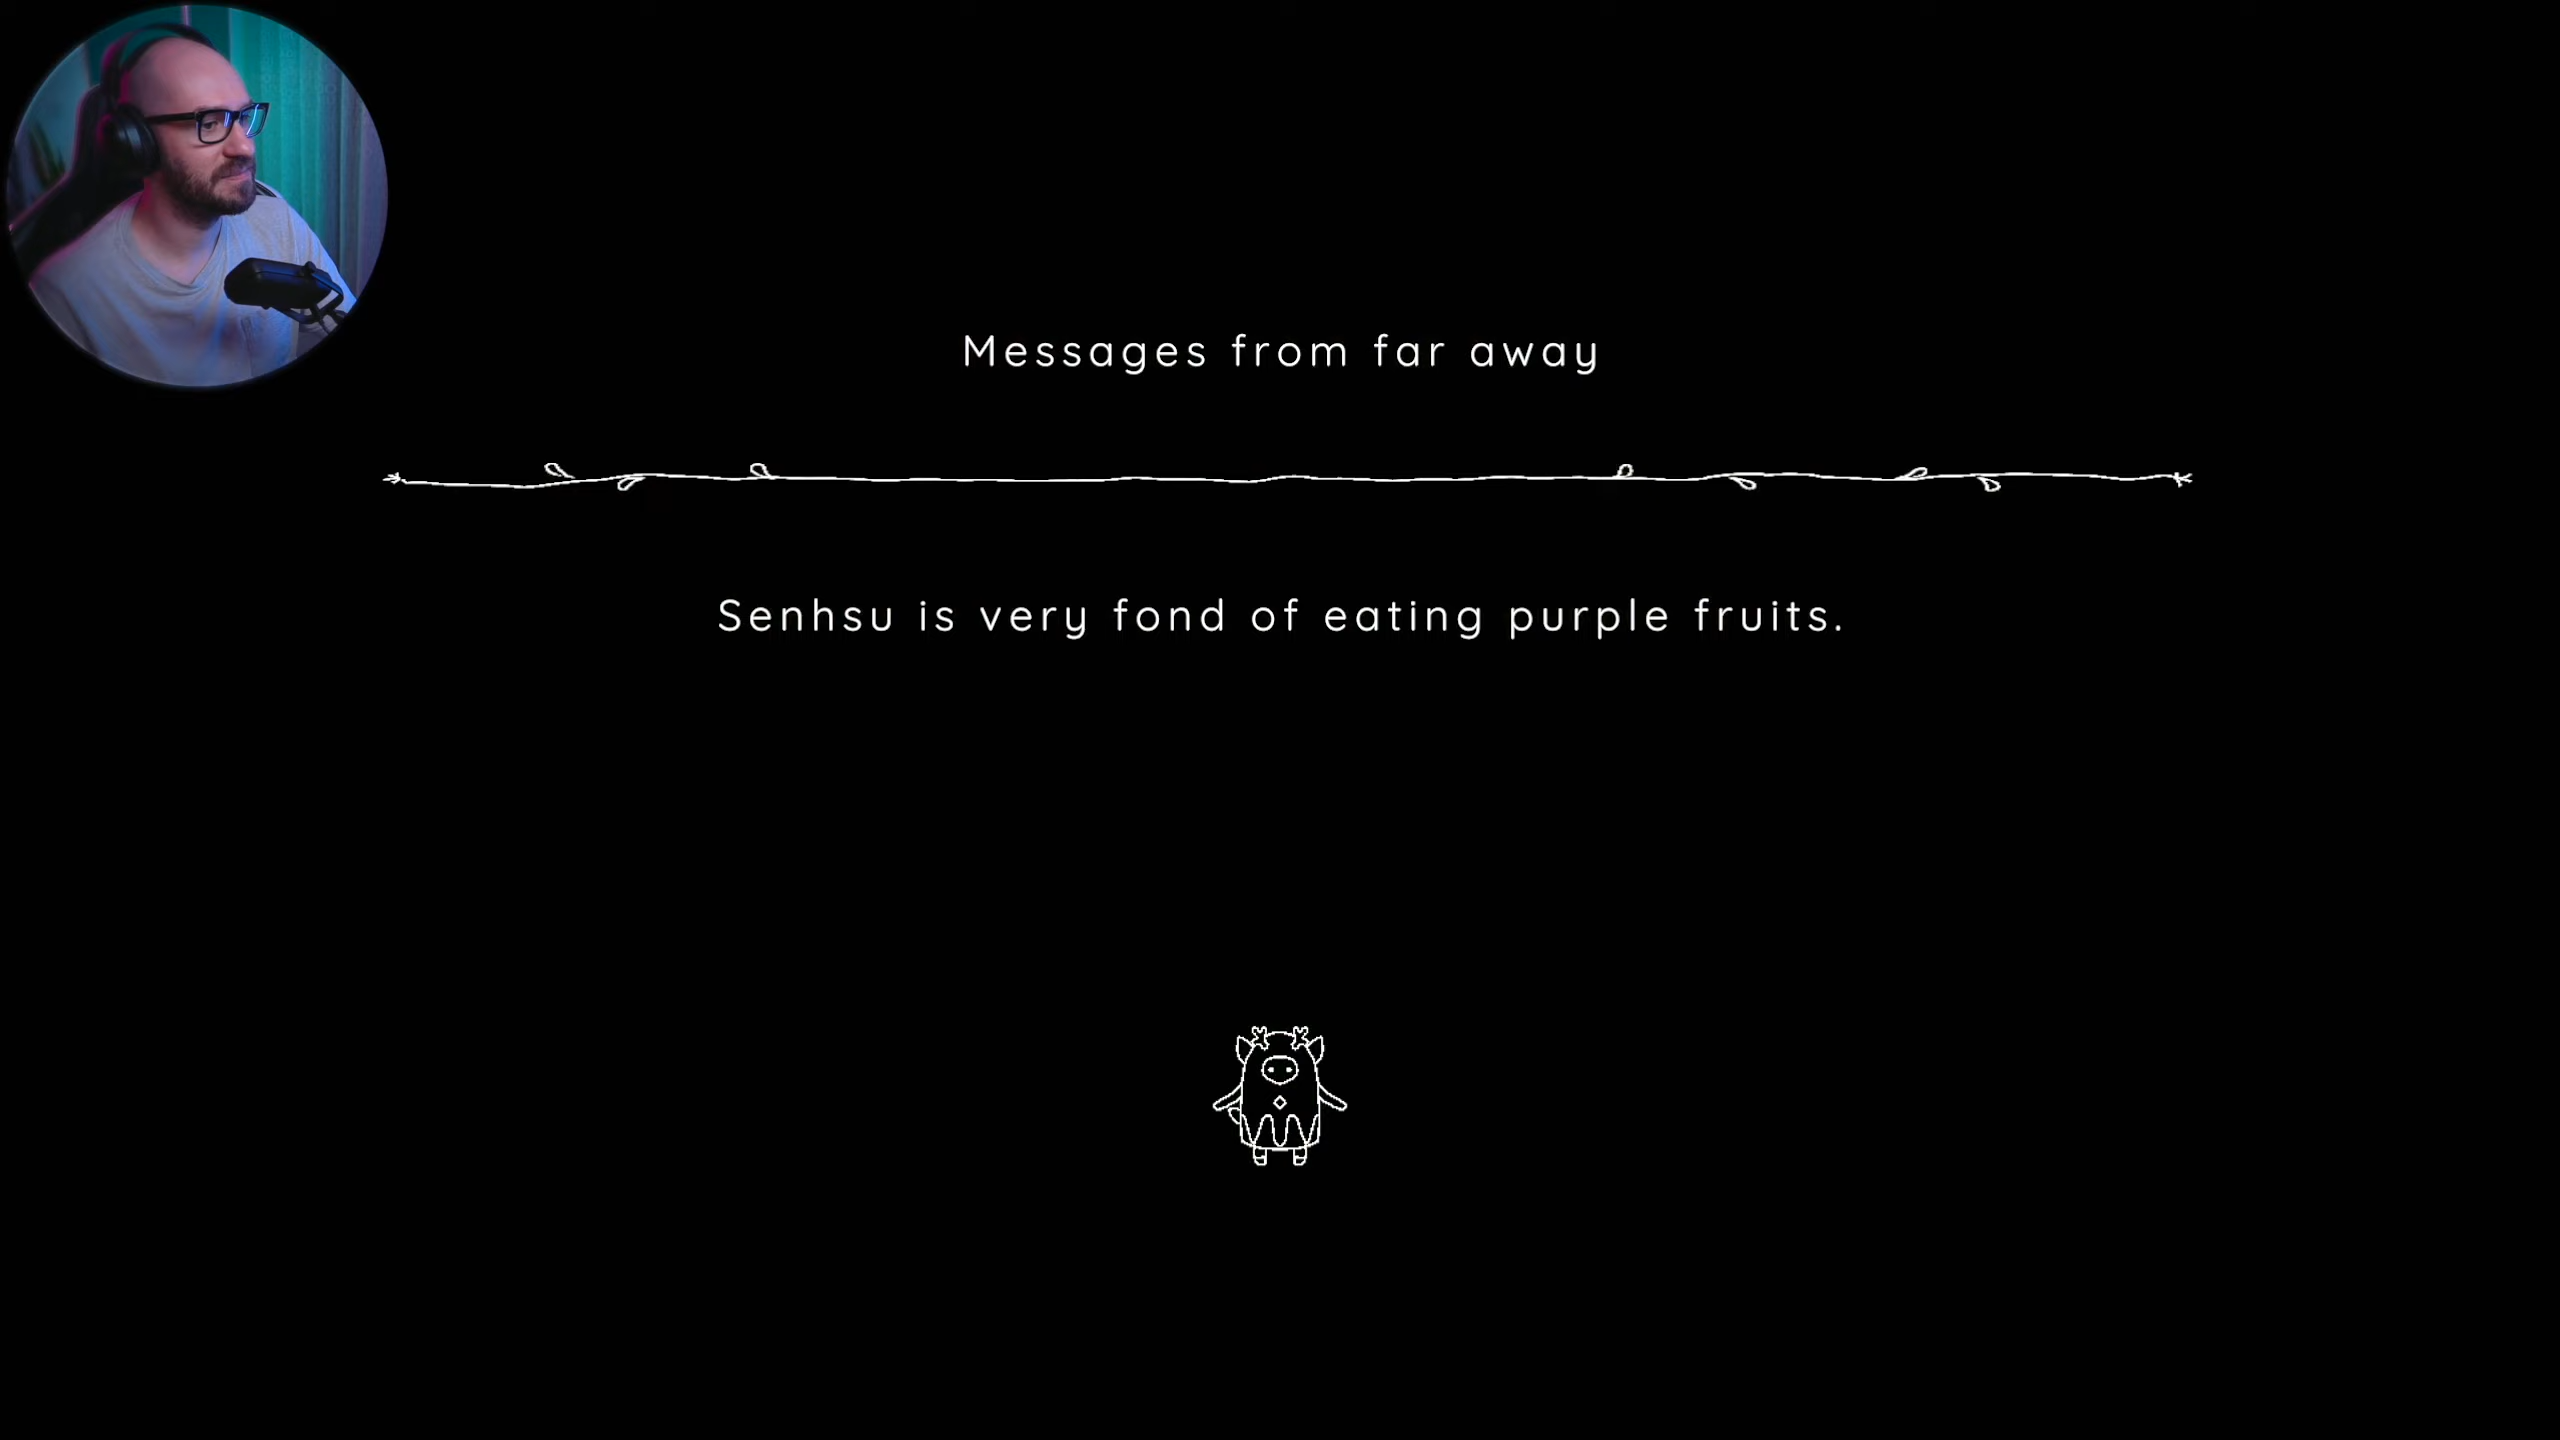 Messages from far away
Senhsu is very fond of eating purple fruits.